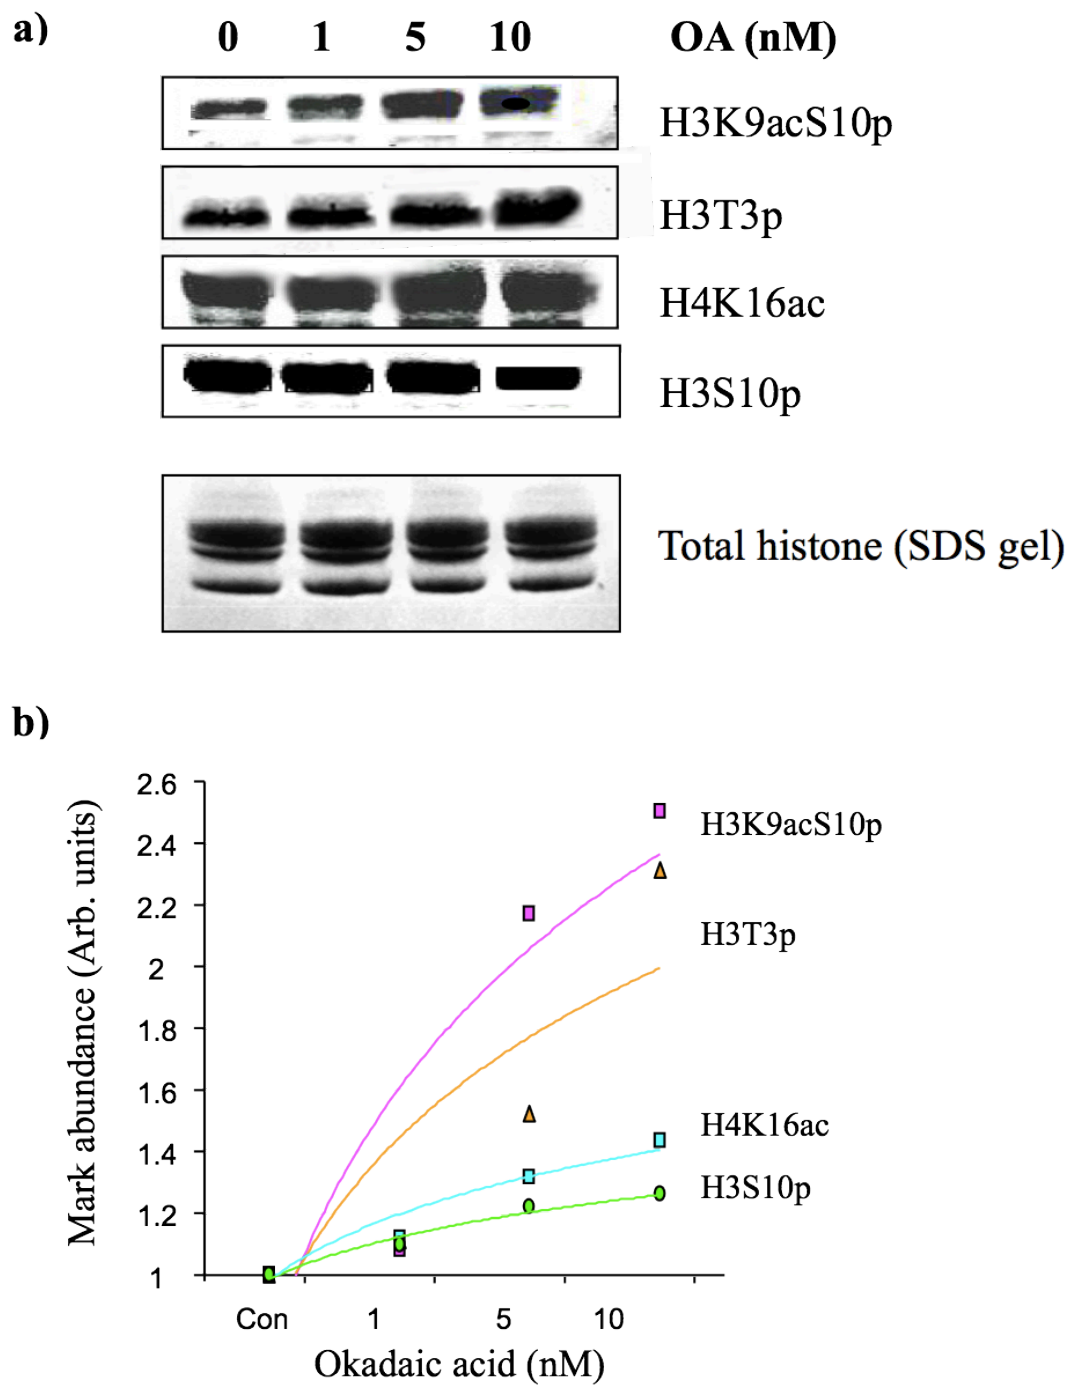 a)
0 1 5 10 OA (nM)
H3K9acS10p
H3T3p
H4K16ac
H3S10p
Total histone (SDS gel)
b)
2.6
2.4
2.2
2
1.8
1.6
1.4
1.2
1
Mark abundance (Arb. units)
H3K9acS10p
H3T3p
H4K16ac
H3S10p
Con 1 5 10
Okadaic acid (nM)